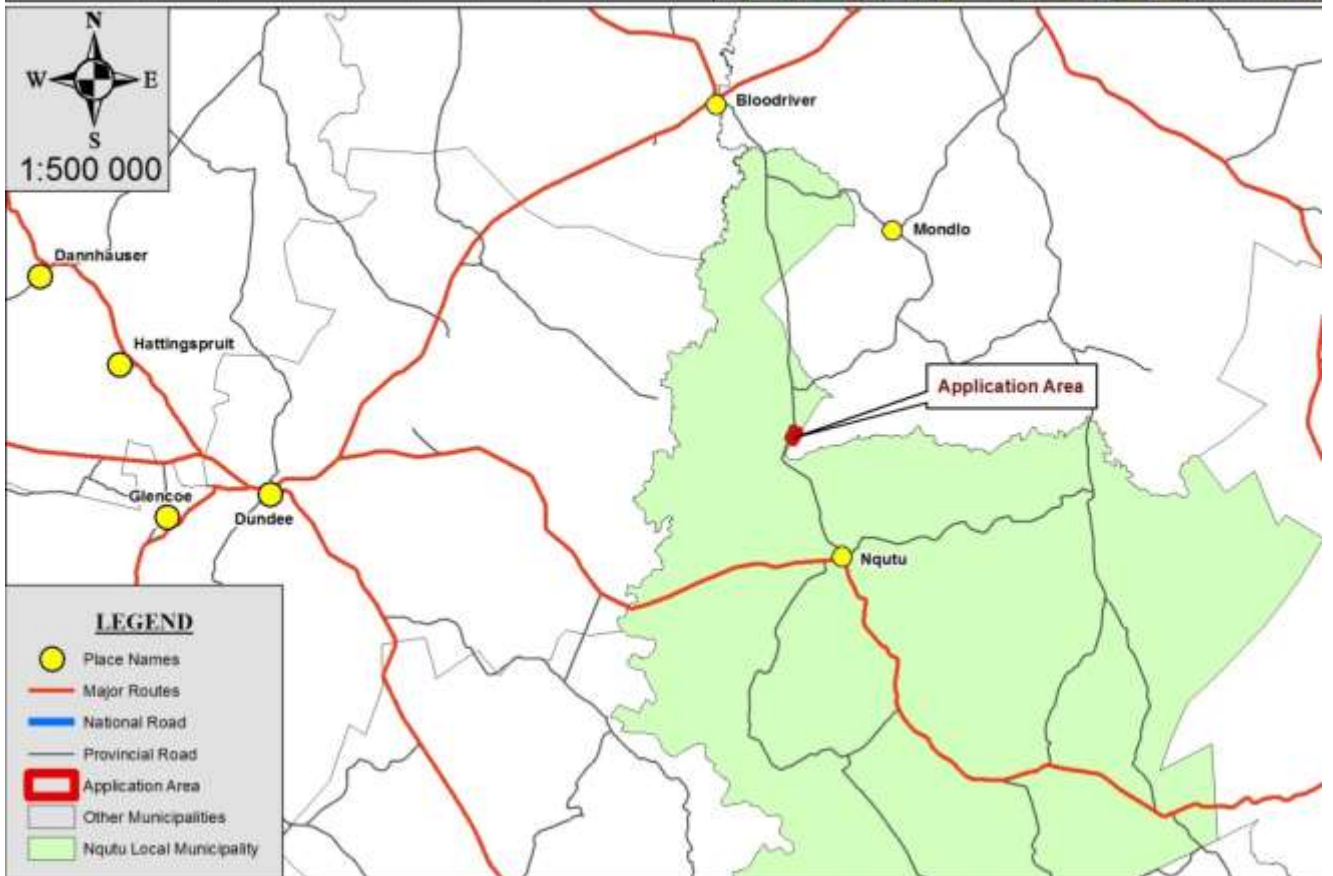 N
W E
S
1:500 000
Bloodriver
Mondlo
Dannhauser
Hattingspruit
Application Area
Glencoe
Dundee
Nqutu
LEGEND
Place Names
Major Routes
National Road
Provincial Road
Application Area
Other Municipalities
Nqutu Local Municipality